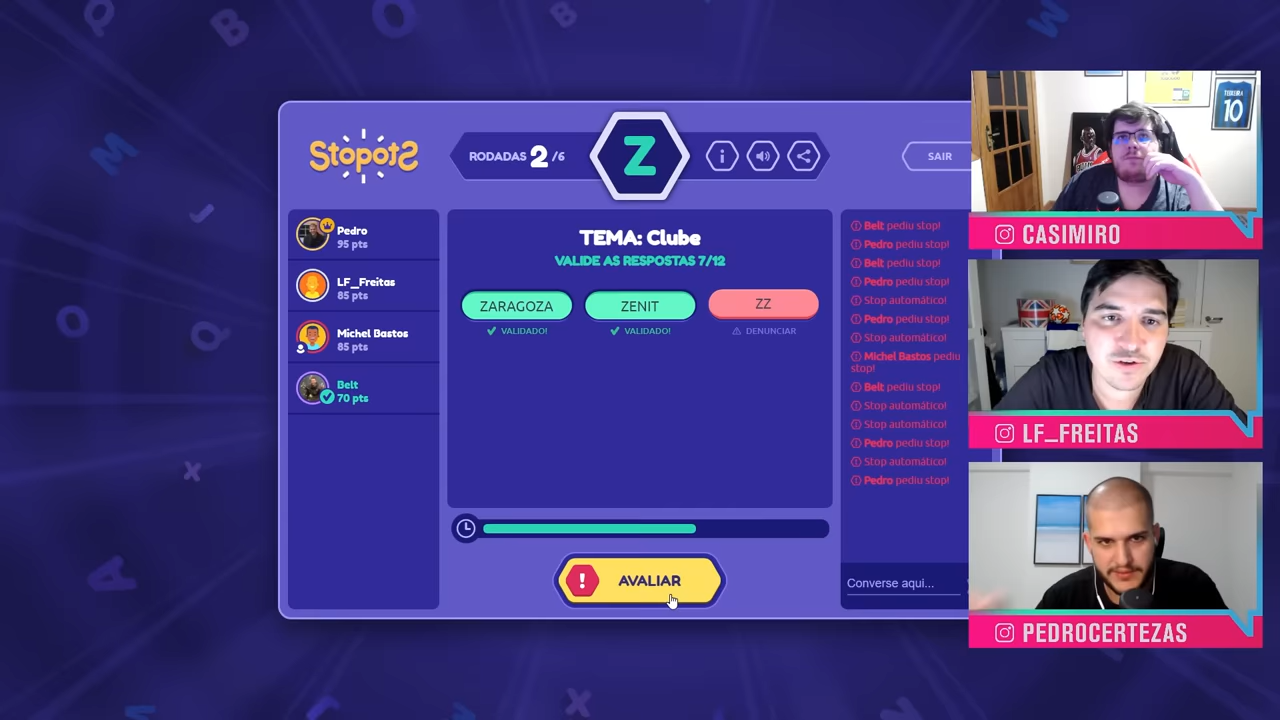 StopotS
RODADAS 2 /6
Z
SAIR
Pedro
95 pts
LF_Freitas
85 pts
Michel Bastos
85 pts
Belt
70 pts
TEMA: Clube
VALIDE AS RESPOSTAS 7/12
ZARAGOZA
ZENIT
ZZ
VALIDADO!
VALIDADO!
DENUNCIAR
AVALIAR
Belt pediu stop!
Pedro pediu stop!
Belt pediu stop!
Pedro pediu stop!
Stop automático!
Pedro pediu stop!
Stop automático!
Michel Bastos pediu
stop!
Belt pediu stop!
Stop automático!
Stop automático!
Pedro pediu stop!
Stop automático!
Pedro pediu stop!
Converse aqui...
TEIXEIRA
10
CASIMIRO
LF_FREITAS
PEDROCERTEZAS